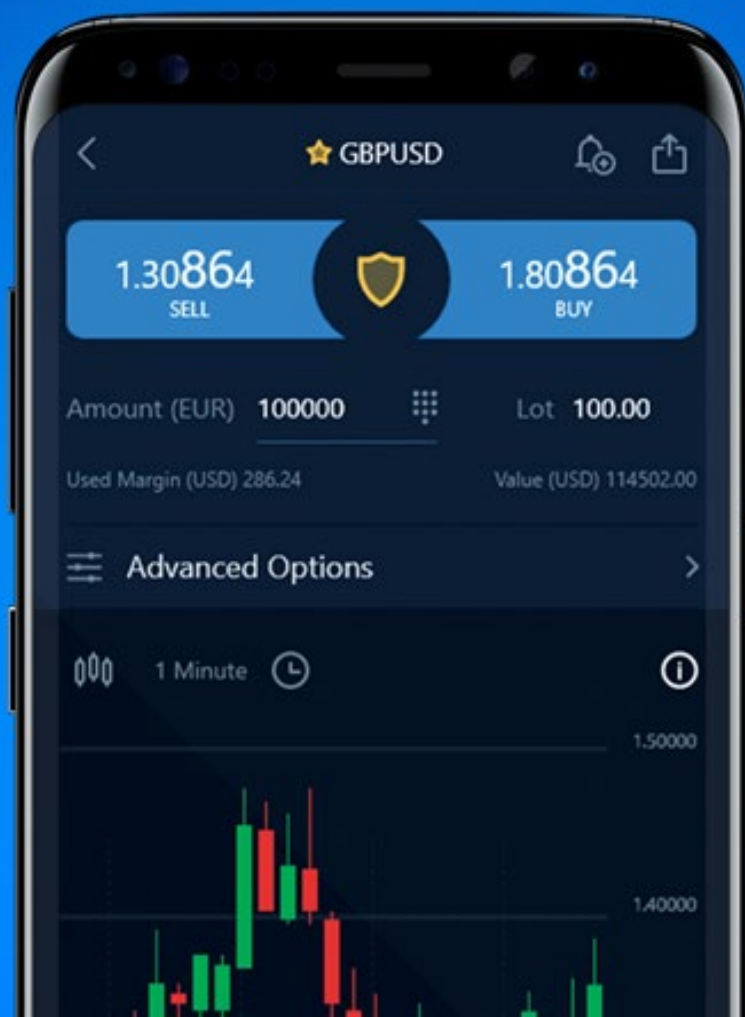 GBPUSD
1.30864
SELL
1.80864
BUY
Amount (EUR) 100000 Lot 100.00
Used Margin (USD) 286.24 Value (USD) 114502.00
Advanced Options
1 Minute
1.50000
1.40000